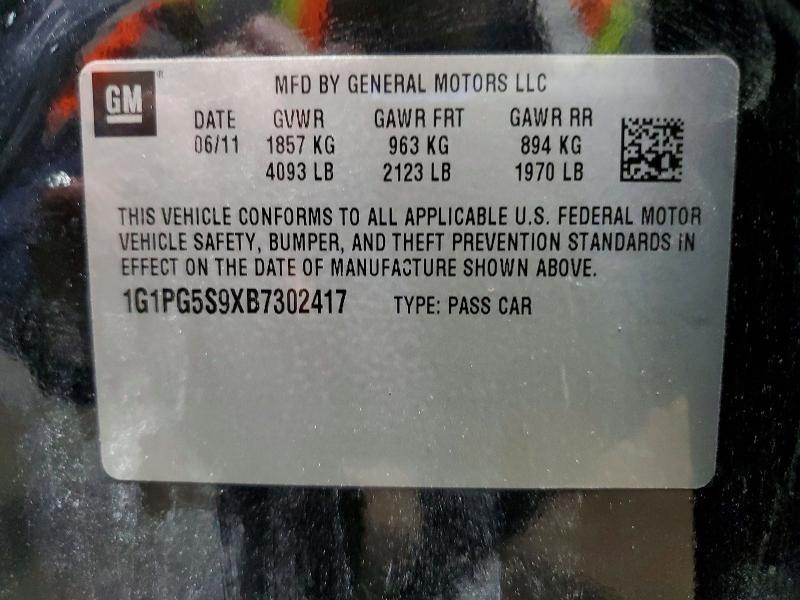 GM
MFD BY GENERAL MOTORS LLC
DATE GVWR GAWR FRT GAWR RR
06/11 1857 KG 963 KG 894 KG
4093 LB 2123 LB 1970 LB
THIS VEHICLE CONFORMS TO ALL APPLICABLE U.S. FEDERAL MOTOR
VEHICLE SAFETY, BUMPER, AND THEFT PREVENTION STANDARDS IN
EFFECT ON THE DATE OF MANUFACTURE SHOWN ABOVE.
1G1PG5S9XB7302417 TYPE: PASS CAR